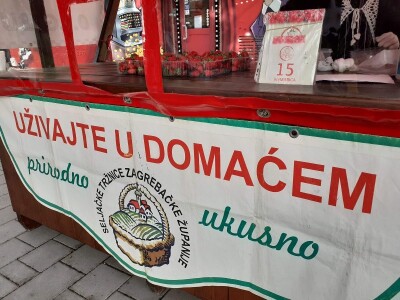 15
UŽIVAJTE U DOMAĆEM
prirodno
SELJAČKE TRŽNICE ZAGREBAČKE ŽUPANIJE
ukusno